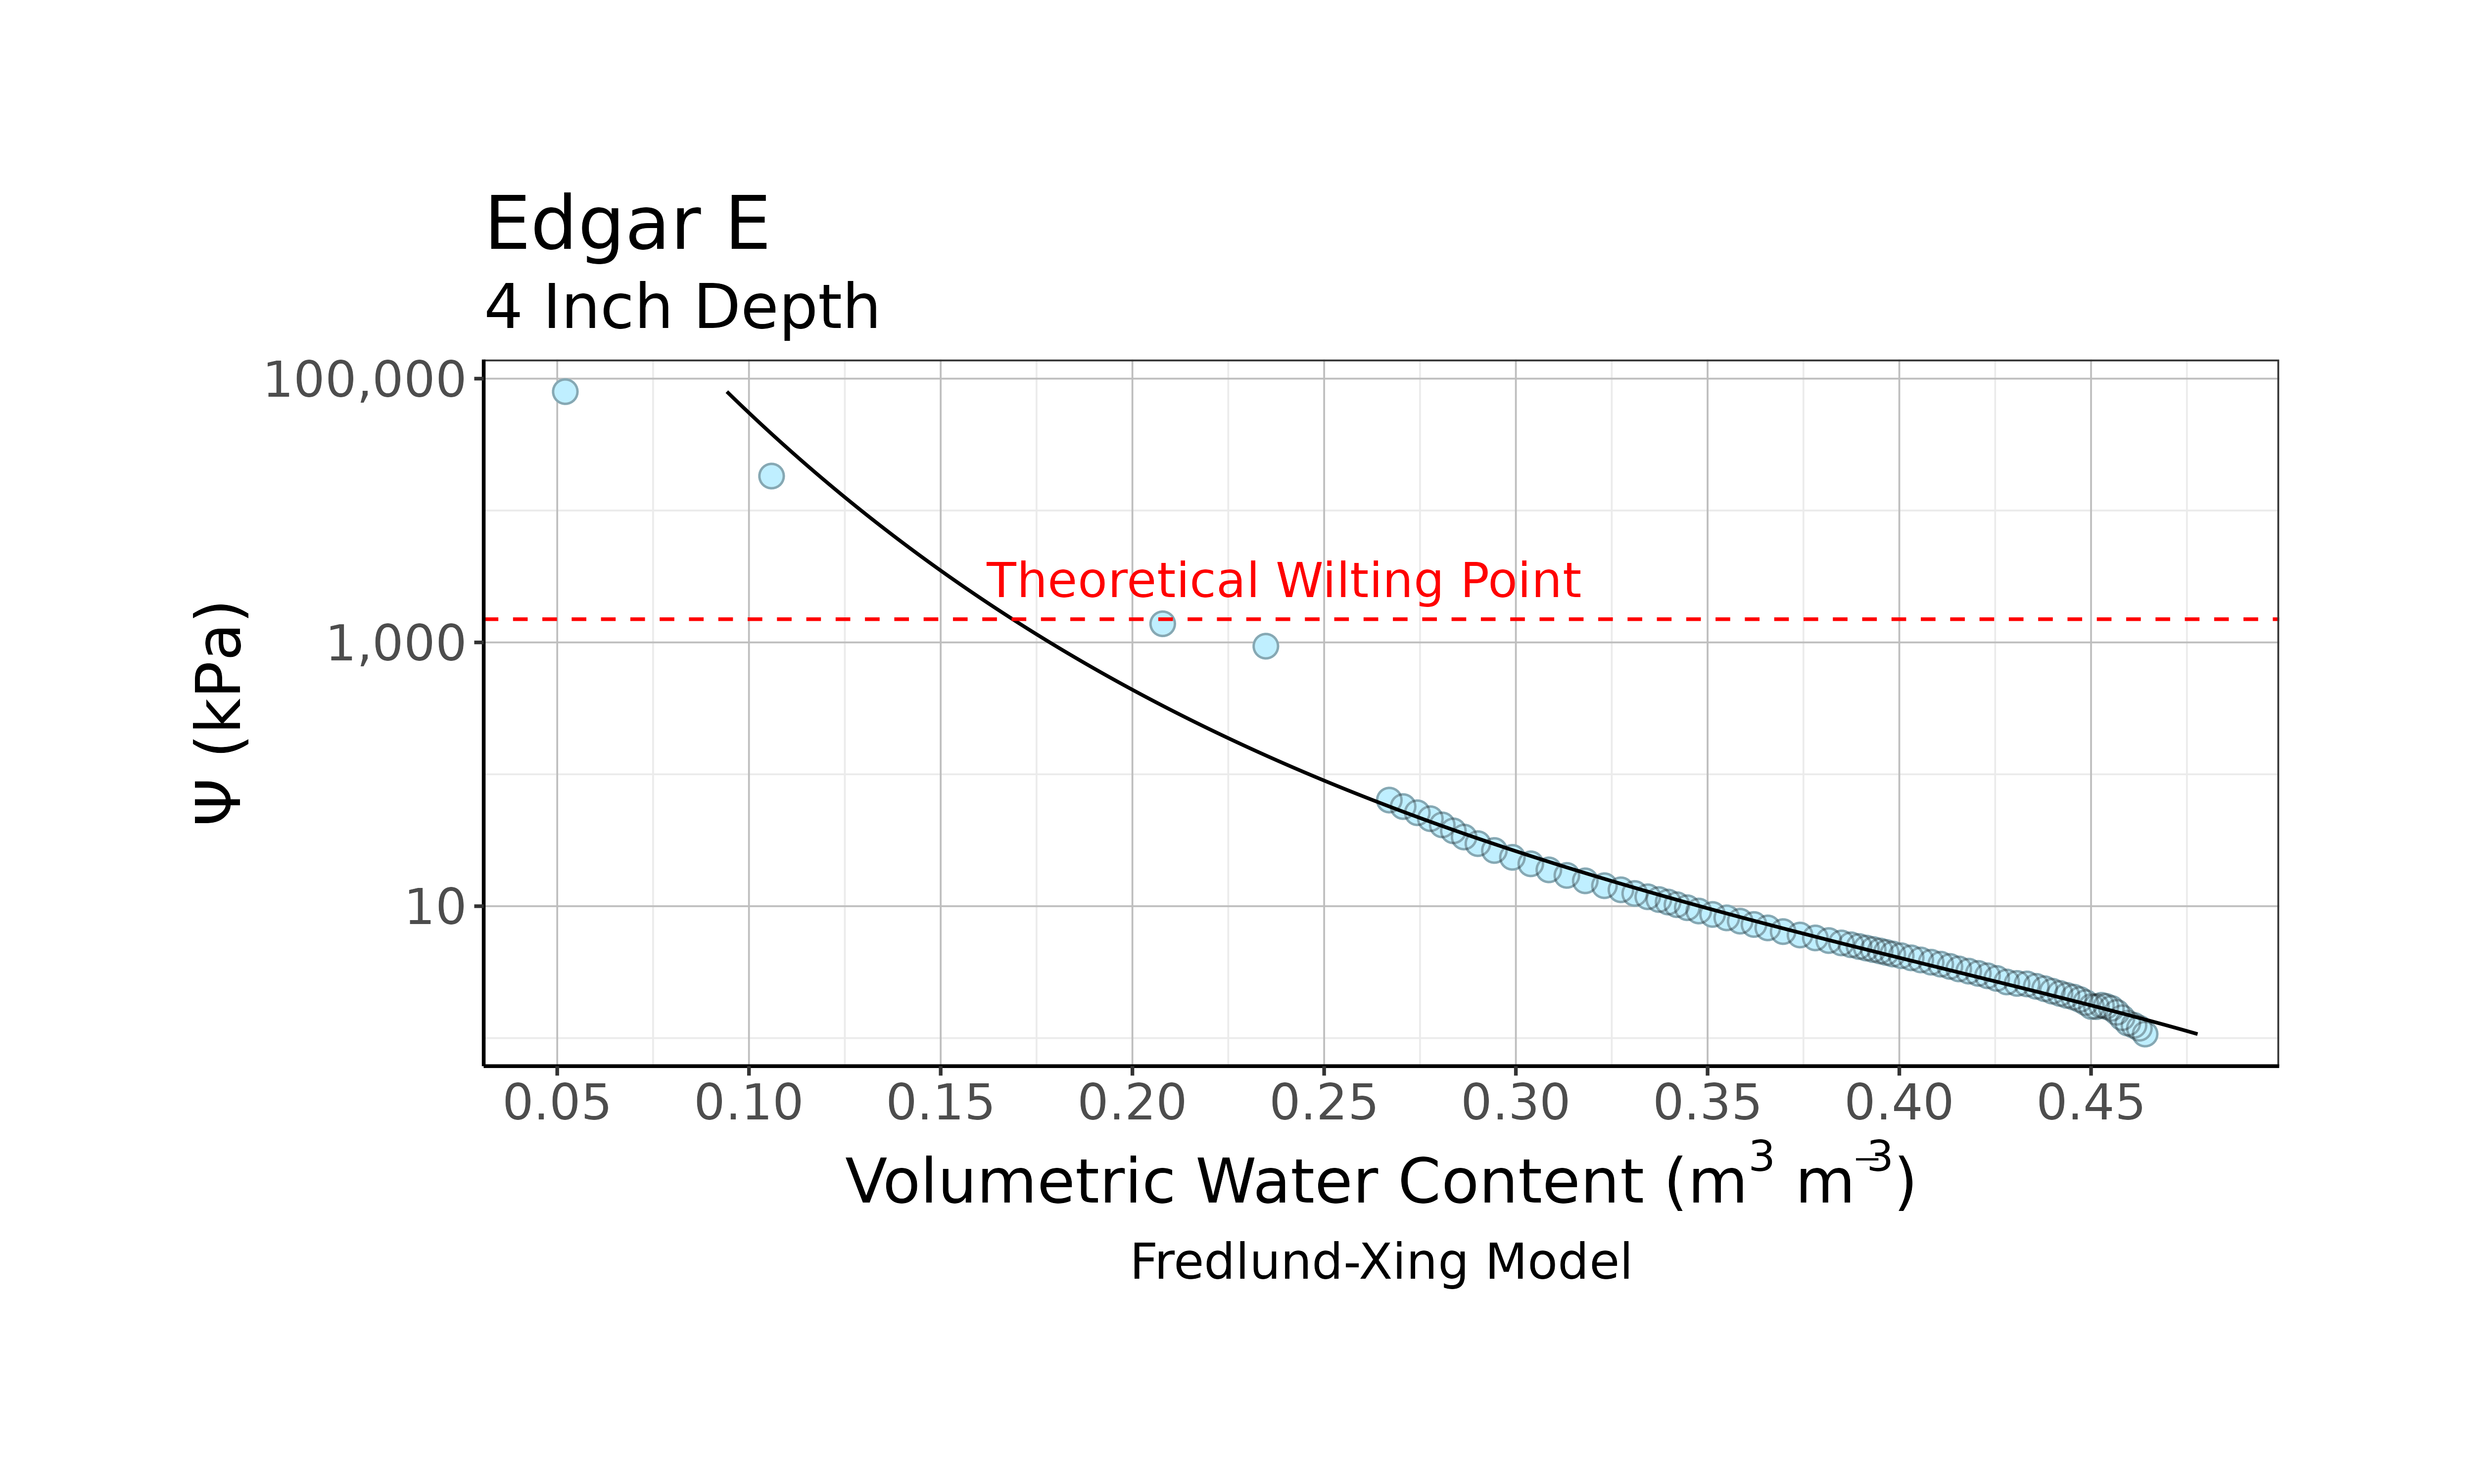 Edgar E
4 Inch Depth
100,000
1,000
10
Ψ (kPa)
Theoretical Wilting Point
0.05 0.10 0.15 0.20 0.25 0.30 0.35 0.40 0.45
Volumetric Water Content (m³ m⁻³)
Fredlund-Xing Model